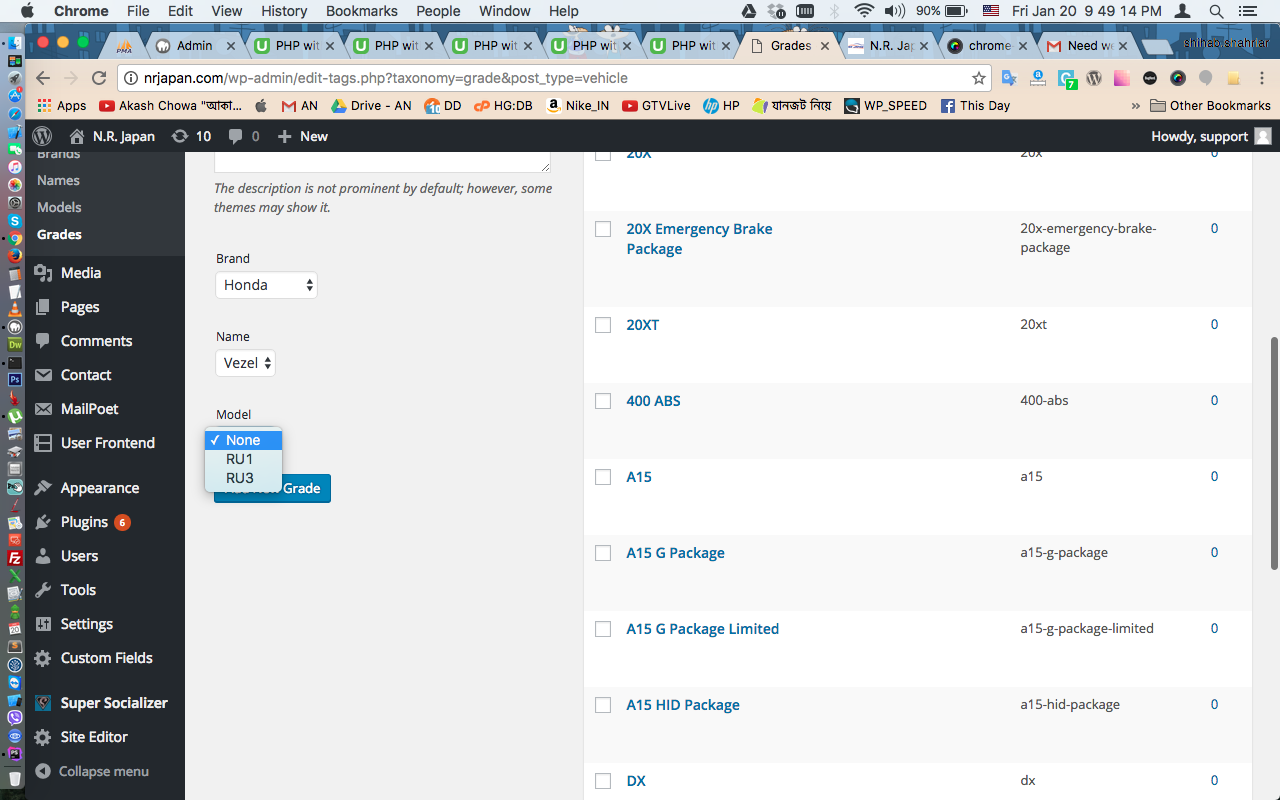 Chrome File Edit View History Bookmarks People Window Help 90% Fri Jan 20 9 49 14 PM
Admin PHP wit PHP wit PHP wit PHP wit PHP wit Grades N.R. Ja chrome Need we shihab shahriar
nrjapan.com/wp-admin/edit-tags.php?taxonomy=grade&post_type=vehicle
Apps Akash Chowa "আকা... AN Drive - AN DD HG:DB Nike_IN GTVLive HP যানজট নিয়ে WP_SPEED This Day » Other Bookmarks
N.R. Japan 10 0 New Howdy, support
Brands
Names
Models
Grades
Media
Pages
Comments
Contact
MailPoet
User Frontend
Appearance
Plugins 6
Users
Tools
Settings
Custom Fields
Super Socializer
Site Editor
Collapse menu
The description is not prominent by default; however, some
themes may show it.
Brand
Honda
Name
Vezel
Model
✓ None
RU1
RU3
Grade
20X 20x 0
20X Emergency Brake 20x-emergency-brake- 0
Package package
20XT 20xt 0
400 ABS 400-abs 0
A15 a15 0
A15 G Package a15-g-package 0
A15 G Package Limited a15-g-package-limited 0
A15 HID Package a15-hid-package 0
DX dx 0